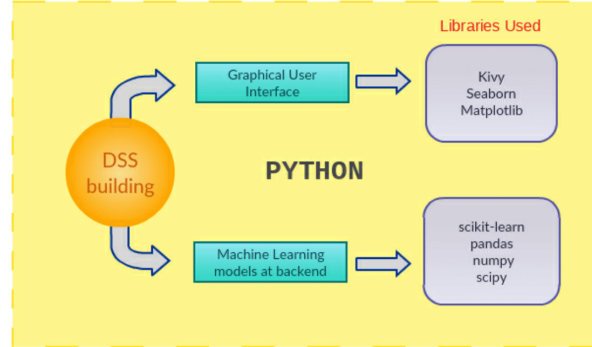 Libraries Used
Graphical User
Interface
Kivy
Seaborn
Matplotlib
DSS
building
PYTHON
Machine Learning
models at backend
scikit-learn
pandas
numpy
scipy